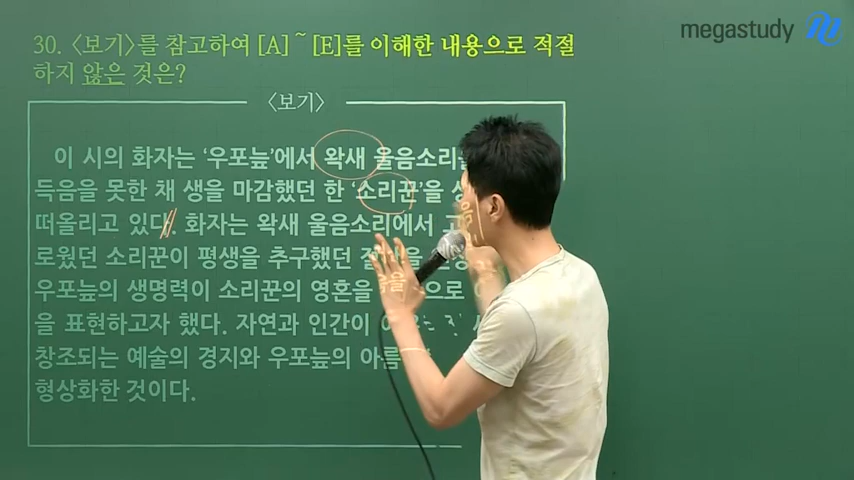 megastudy
30. <보기>를 참고하여 [A] ~ [E]를 이해한 내용으로 적절
하지 않은 것은?
<보기>
이 시의 화자는 '우포늪'에서 왁새 울음소리를
득음을 못한 채 생을 마감했던 한 '소리꾼'을
떠올리고 있다. 화자는 왁새 울음소리에서
로웠던 소리꾼이 평생을 추구했던
우포늪의 생명력이 소리꾼의 영혼을
을 표현하고자 했다. 자연과 인간이
창조되는 예술의 경지와 우포늪의
형상화한 것이다.